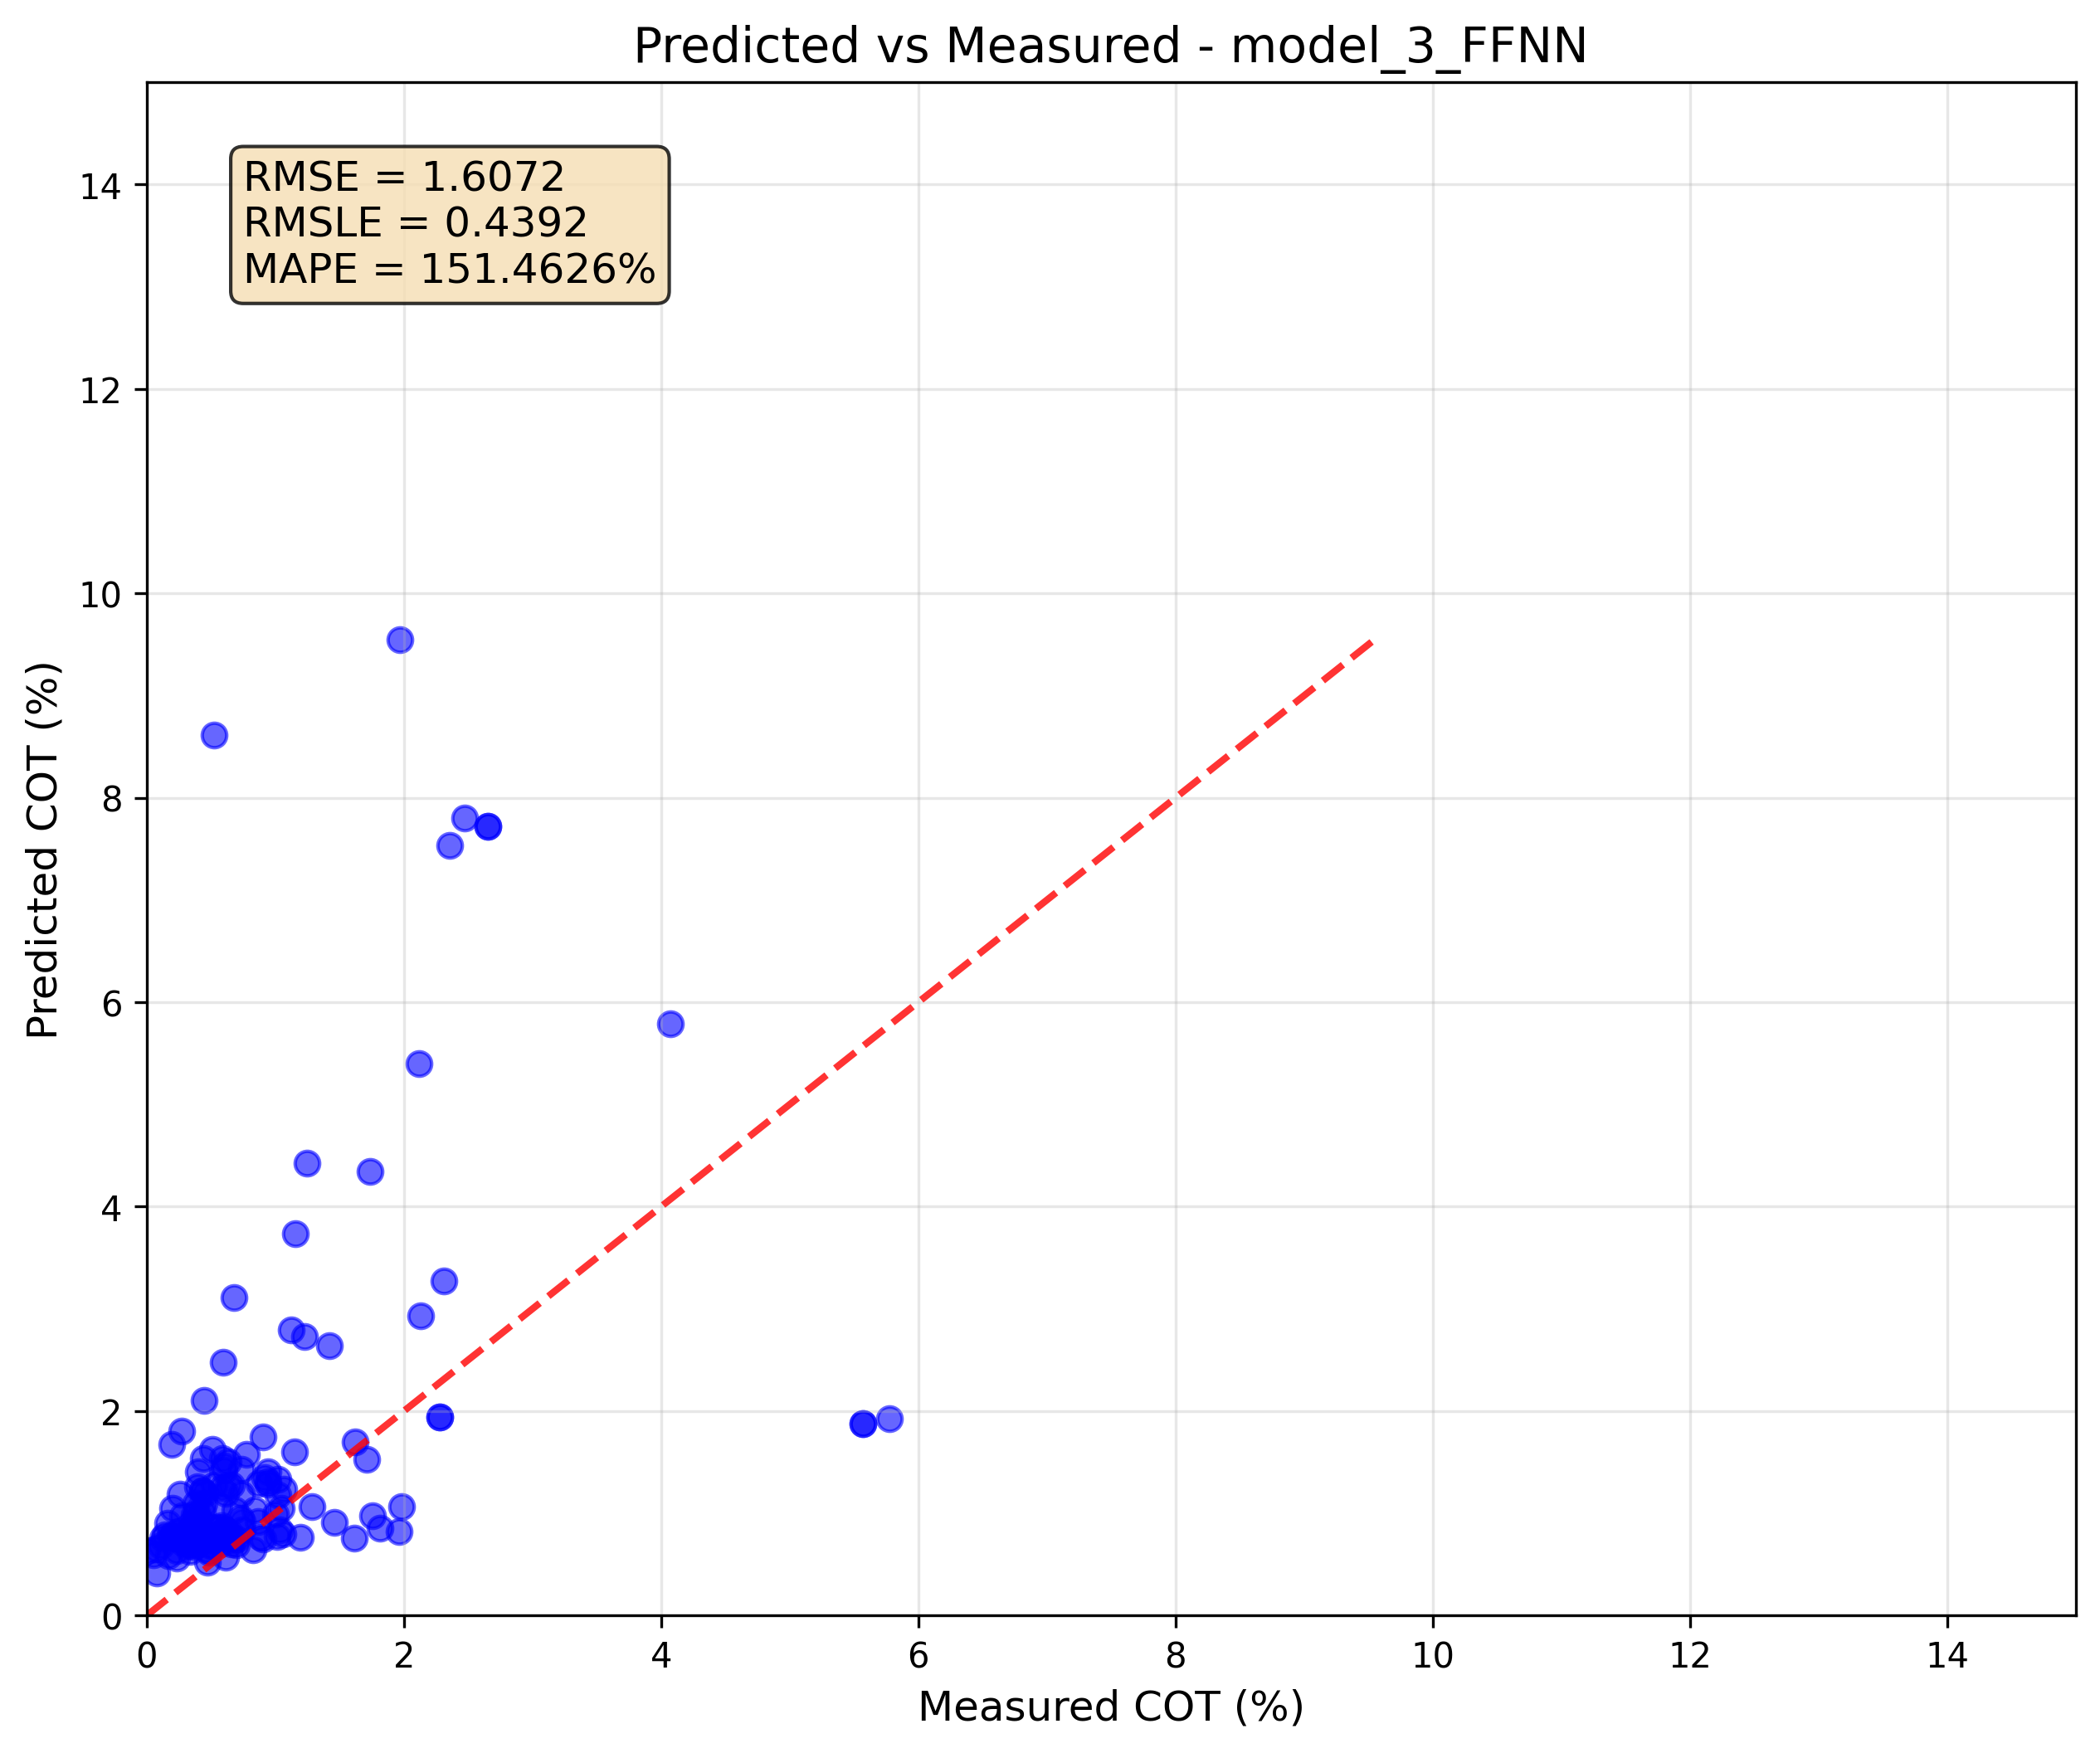 Predicted vs Measured - model_3_FFNN
RMSE = 1.6072
RMSLE = 0.4392
MAPE = 151.4626%
Predicted COT (%)
14
12
10
8
6
4
2
0
0 2 4 6 8 10 12 14
Measured COT (%)